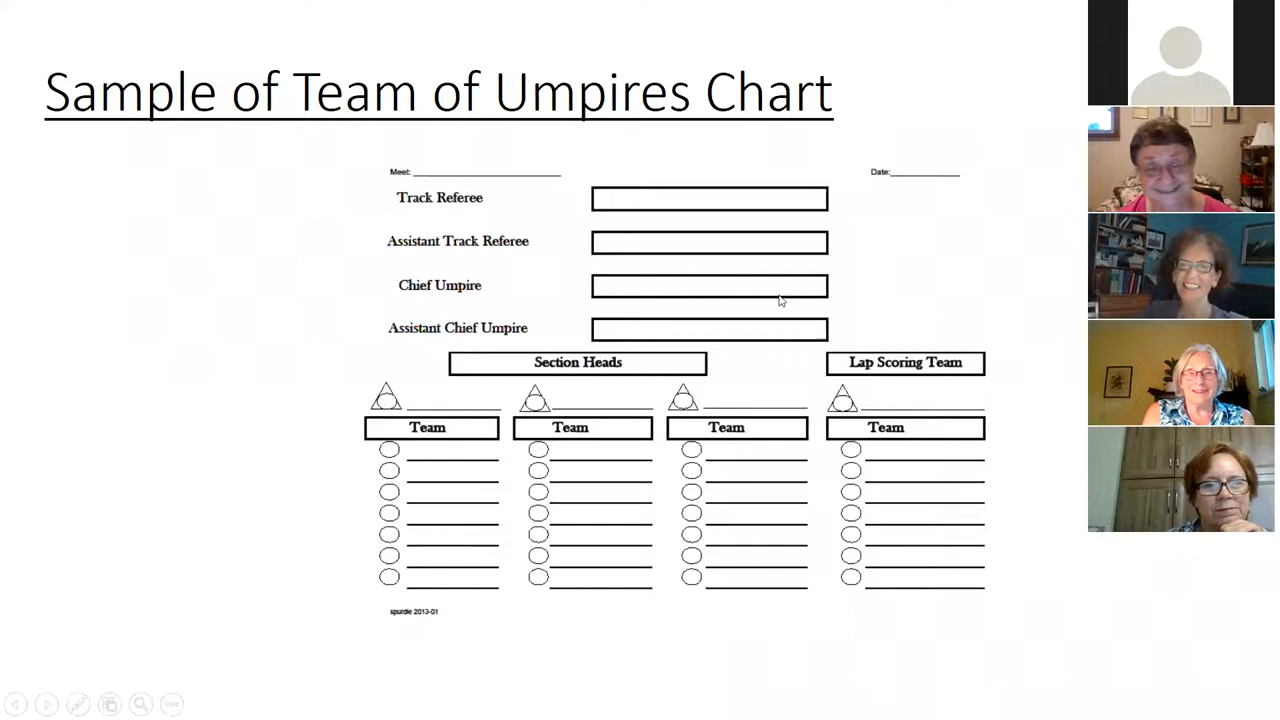 Sample of Team of Umpires Chart
Meet: Date:
Track Referee
Assistant Track Referee
Chief Umpire
Assistant Chief Umpire
Section Heads Lap Scoring Team
Team Team Team Team
spurdle 2013-01